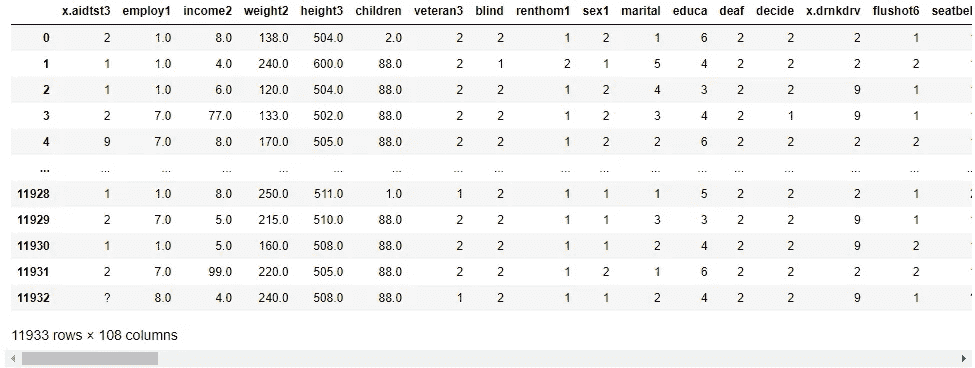 x.aidtst3 employ1 income2 weight2 height3 children veteran3 blind renthom1 sex1 marital educa deaf decide x.drnkdrv flushot6 seatbel
0 2 1.0 8.0 138.0 504.0 2.0 2 2 1 2 1 6 2 2 2 1
1 1 1.0 4.0 240.0 600.0 88.0 2 1 2 1 5 4 2 2 2 2
2 1 1.0 6.0 120.0 504.0 88.0 2 2 1 2 4 3 2 2 9 1
3 2 7.0 77.0 133.0 502.0 88.0 2 2 1 2 3 4 2 1 9 1
4 9 7.0 8.0 170.0 505.0 88.0 2 2 1 2 2 6 2 2 2 2
... ... ... ... ... ... ... ... ... ... ... ... ... ... ... ... ...
11928 1 1.0 8.0 250.0 511.0 1.0 1 2 1 1 1 5 2 2 2 1
11929 2 7.0 5.0 215.0 510.0 88.0 2 2 1 1 3 3 2 2 9 1
11930 1 1.0 5.0 160.0 508.0 88.0 2 2 1 1 2 4 2 2 9 2
11931 2 7.0 99.0 220.0 505.0 88.0 2 2 1 2 1 6 2 2 2 2
11932 ? 8.0 4.0 240.0 508.0 88.0 1 2 1 1 2 4 2 2 9 1
11933 rows × 108 columns